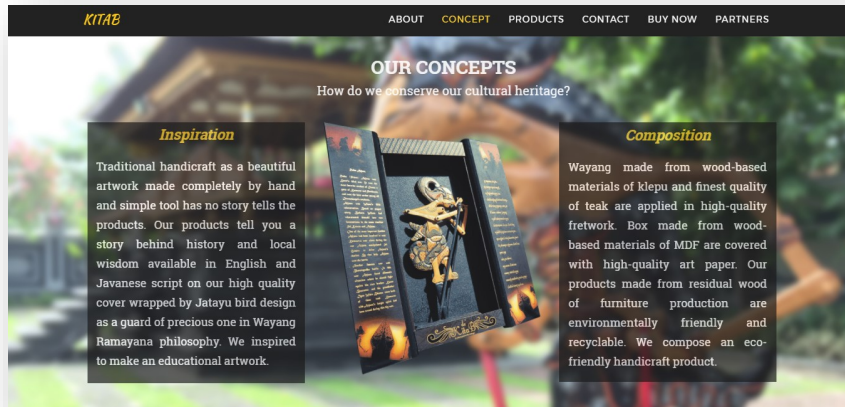 KITAB
ABOUT CONCEPT PRODUCTS CONTACT BUY NOW PARTNERS
OUR CONCEPTS
How do we conserve our cultural heritage?
Inspiration
Traditional handicraft as a beautiful
artwork made completely by hand
and simple tool has no story tells the
products. Our products tell you a
story behind history and local
wisdom available in English and
Javanese script on our high quality
cover wrapped by Jatayu bird design
as a guard of precious one in Wayang
Ramayana philosophy. We inspired
to make an educational artwork.
Composition
Wayang made from wood-based
materials of klepu and finest quality
of teak are applied in high-quality
fretwork. Box made from wood-
based materials of MDF are covered
with high-quality art paper. Our
products made from residual wood
of furniture production are
environmentally friendly and
recyclable. We compose an eco-
friendly handicraft product.